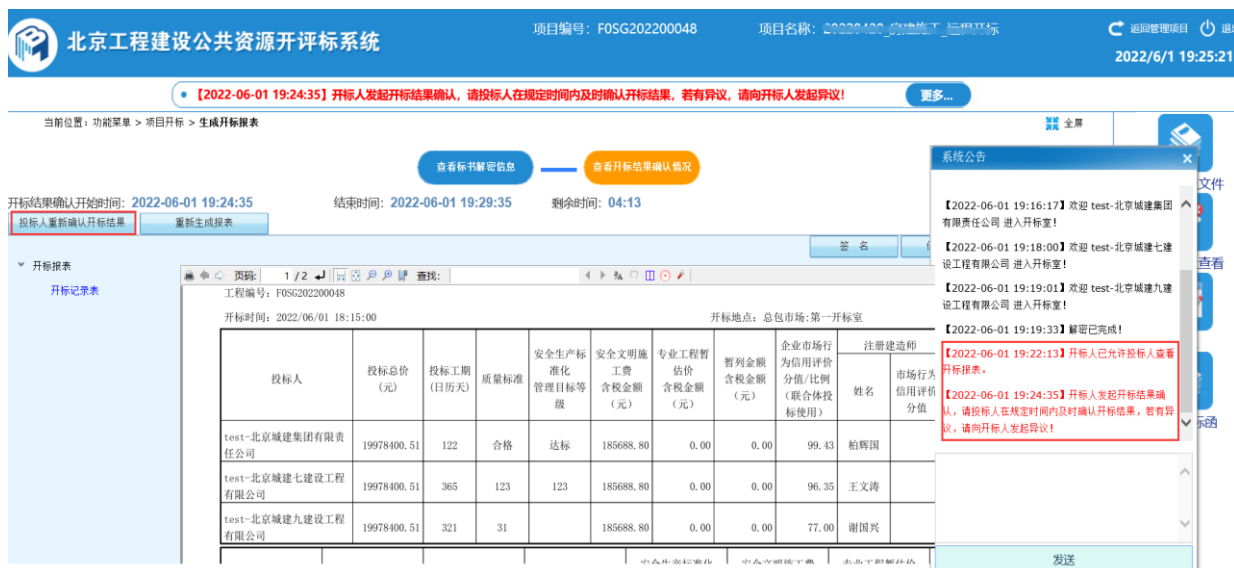 北京工程建设公共资源开评标系统
项目编号: F0SG202200048
项目名称:
返回管理项目
2022/6/1 19:25:21
【2022-06-01 19:24:35】开标人发起开标结果确认，请投标人在规定时间内及时确认开标结果，若有异议，请向开标人发起异议!
更多...
当前位置: 功能菜单 > 项目开标 > 生成开标报表
全屏
查看标书解密信息
查看开标结果确认情况
开标结果确认开始时间: 2022-06-01 19:24:35
结束时间: 2022-06-01 19:29:35
剩余时间: 04:13
投标人重新确认开标结果
重新生成报表
签 名
开标报表
开标记录表
页码: 1 / 2
查找:
工程编号: F0SG202200048
开标时间: 2022/06/01 18:15:00
开标地点: 总包市场:第一开标室
投标人
投标总价
（元）
投标工期
（日历天）
质量标准
安全生产标
准化
管理目标等
级
安全文明施
工费
含税金额
（元）
专业工程暂
估价
含税金额
（元）
暂列金额
含税金额
（元）
企业市场行
为信用评价
分值/比例
（联合体投
标使用）
注册建造师
姓名
市场行为
信用评价
分值
test-北京城建集团有限责
任公司
19978400.51 122 合格 达标 185688.80 0.00 0.00 99.43 柏辉国
test-北京城建七建设工程
有限公司
19978400.51 365 123 123 185688.80 0.00 0.00 96.35 王文涛
test-北京城建九建设工程
有限公司
19978400.51 321 31 185688.80 0.00 0.00 77.00 谢国兴
系统公告
【2022-06-01 19:16:17】欢迎 test-北京城建集团
有限责任公司 进入开标室!
【2022-06-01 19:18:00】欢迎 test-北京城建七建
设工程有限公司 进入开标室!
【2022-06-01 19:19:01】欢迎 test-北京城建九建
设工程有限公司 进入开标室!
【2022-06-01 19:19:33】解密已完成!
【2022-06-01 19:22:13】开标人已允许投标人查看
开标报表。
【2022-06-01 19:24:35】开标人发起开标结果确
认，请投标人在规定时间内及时确认开标结果，若有异
议，请向开标人发起异议!
发送
文件
查看
标函